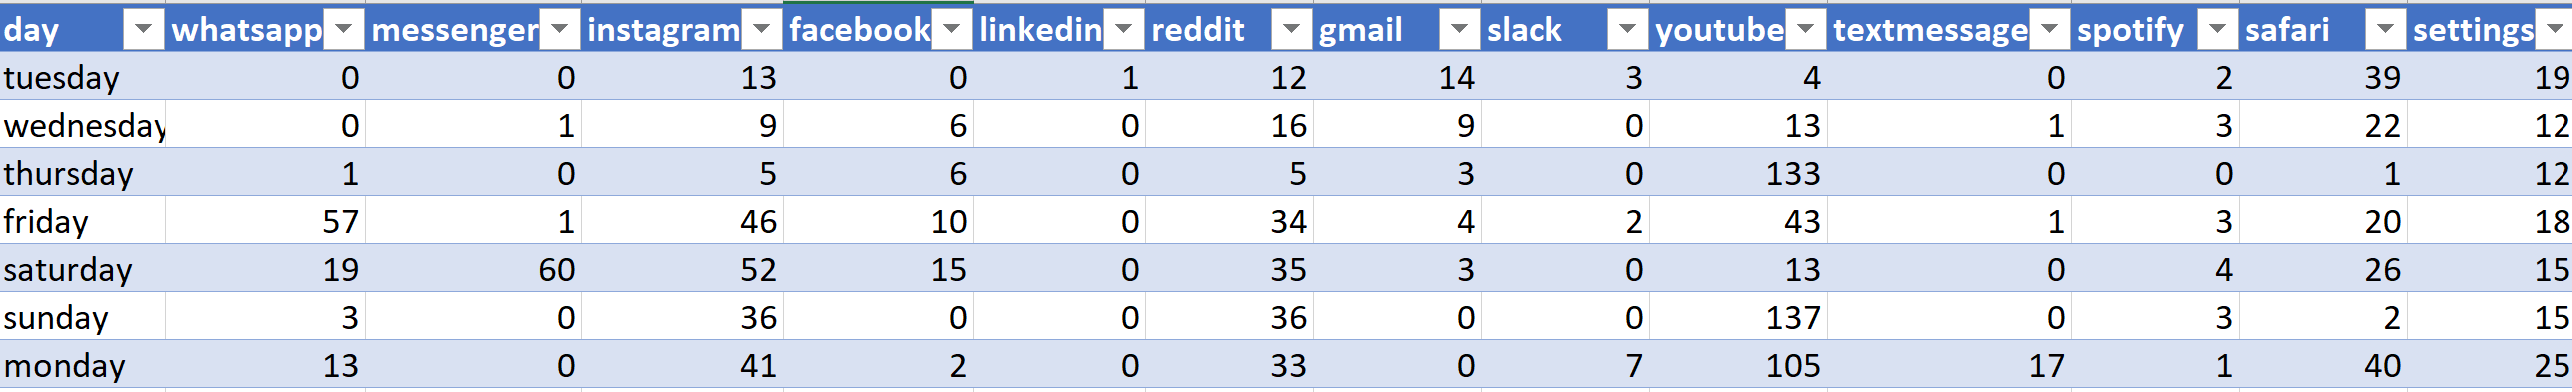 day whatsapp messenger instagram facebook linkedin reddit gmail slack youtube textmessage spotify safari settings
tuesday 0 0 13 0 1 12 14 3 4 0 2 39 19
wednesday 0 1 9 6 0 16 9 0 13 1 3 22 12
thursday 1 0 5 6 0 5 3 0 133 0 0 1 12
friday 57 1 46 10 0 34 4 2 43 1 3 20 18
saturday 19 60 52 15 0 35 3 0 13 0 4 26 15
sunday 3 0 36 0 0 36 0 0 137 0 3 2 15
monday 13 0 41 2 0 33 0 7 105 17 1 40 25